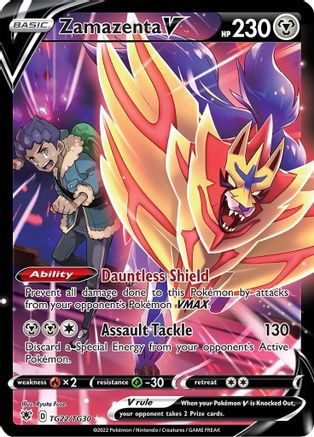 BASIC Zamazenta V HP 230
Ability Dauntless Shield
Prevent all damage done to this Pokémon by attacks
from your opponent's Pokémon VMAX.
Assault Tackle 130
Discard a Special Energy from your opponent's Active
Pokémon.
weakness ×2 resistance -30 retreat
Illus. Ryuta Fuse
D TG22/TG30
V rule When your Pokémon V is Knocked Out,
your opponent takes 2 Prize cards.
©2022 Pokémon / Nintendo / Creatures / GAME FREAK